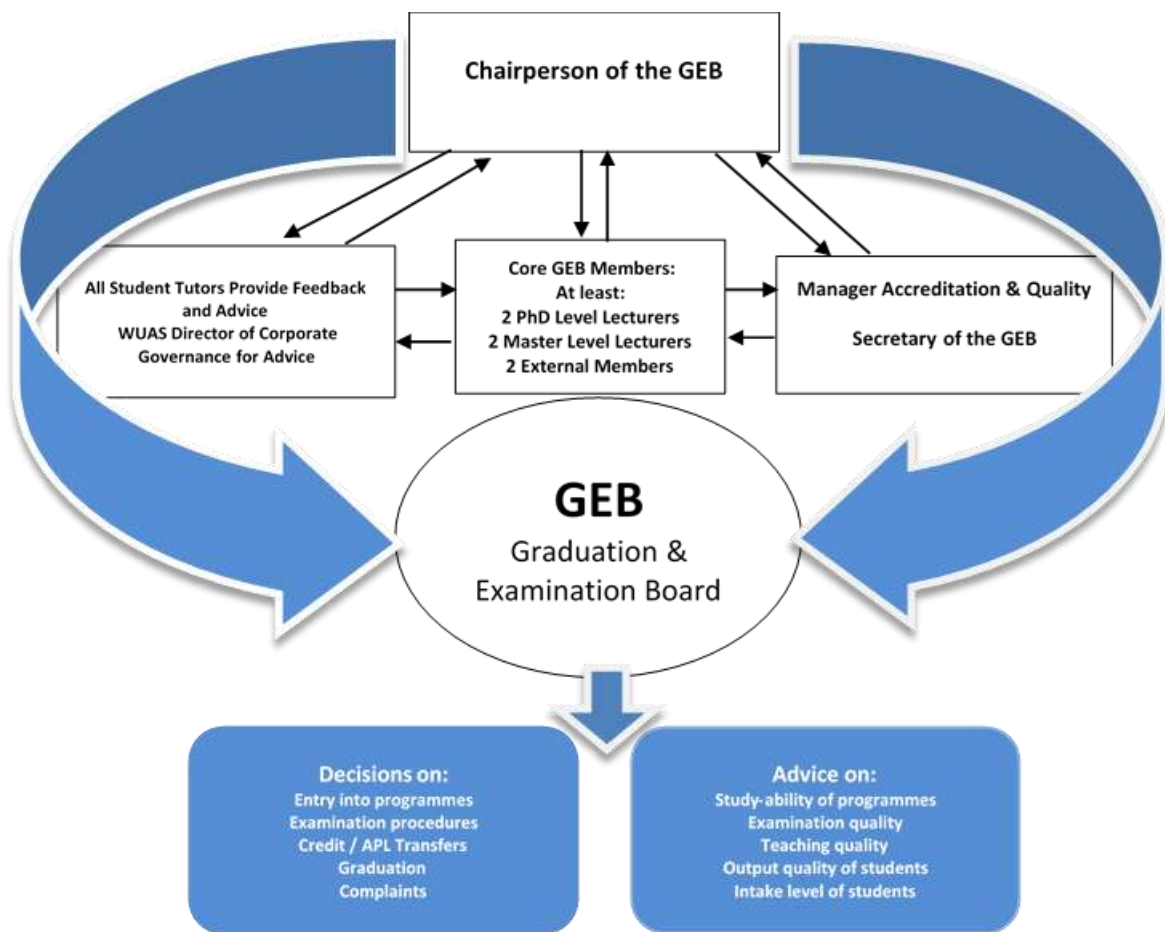 Chairperson of the GEB
All Student Tutors Provide Feedback
and Advice
WUAS Director of Corporate
Governance for Advice
Core GEB Members:
At least:
2 PhD Level Lecturers
2 Master Level Lecturers
2 External Members
Manager Accreditation & Quality
Secretary of the GEB
GEB
Graduation &
Examination Board
Decisions on:
Entry into programmes
Examination procedures
Credit / APL Transfers
Graduation
Complaints
Advice on:
Study-ability of programmes
Examination quality
Teaching quality
Output quality of students
Intake level of students